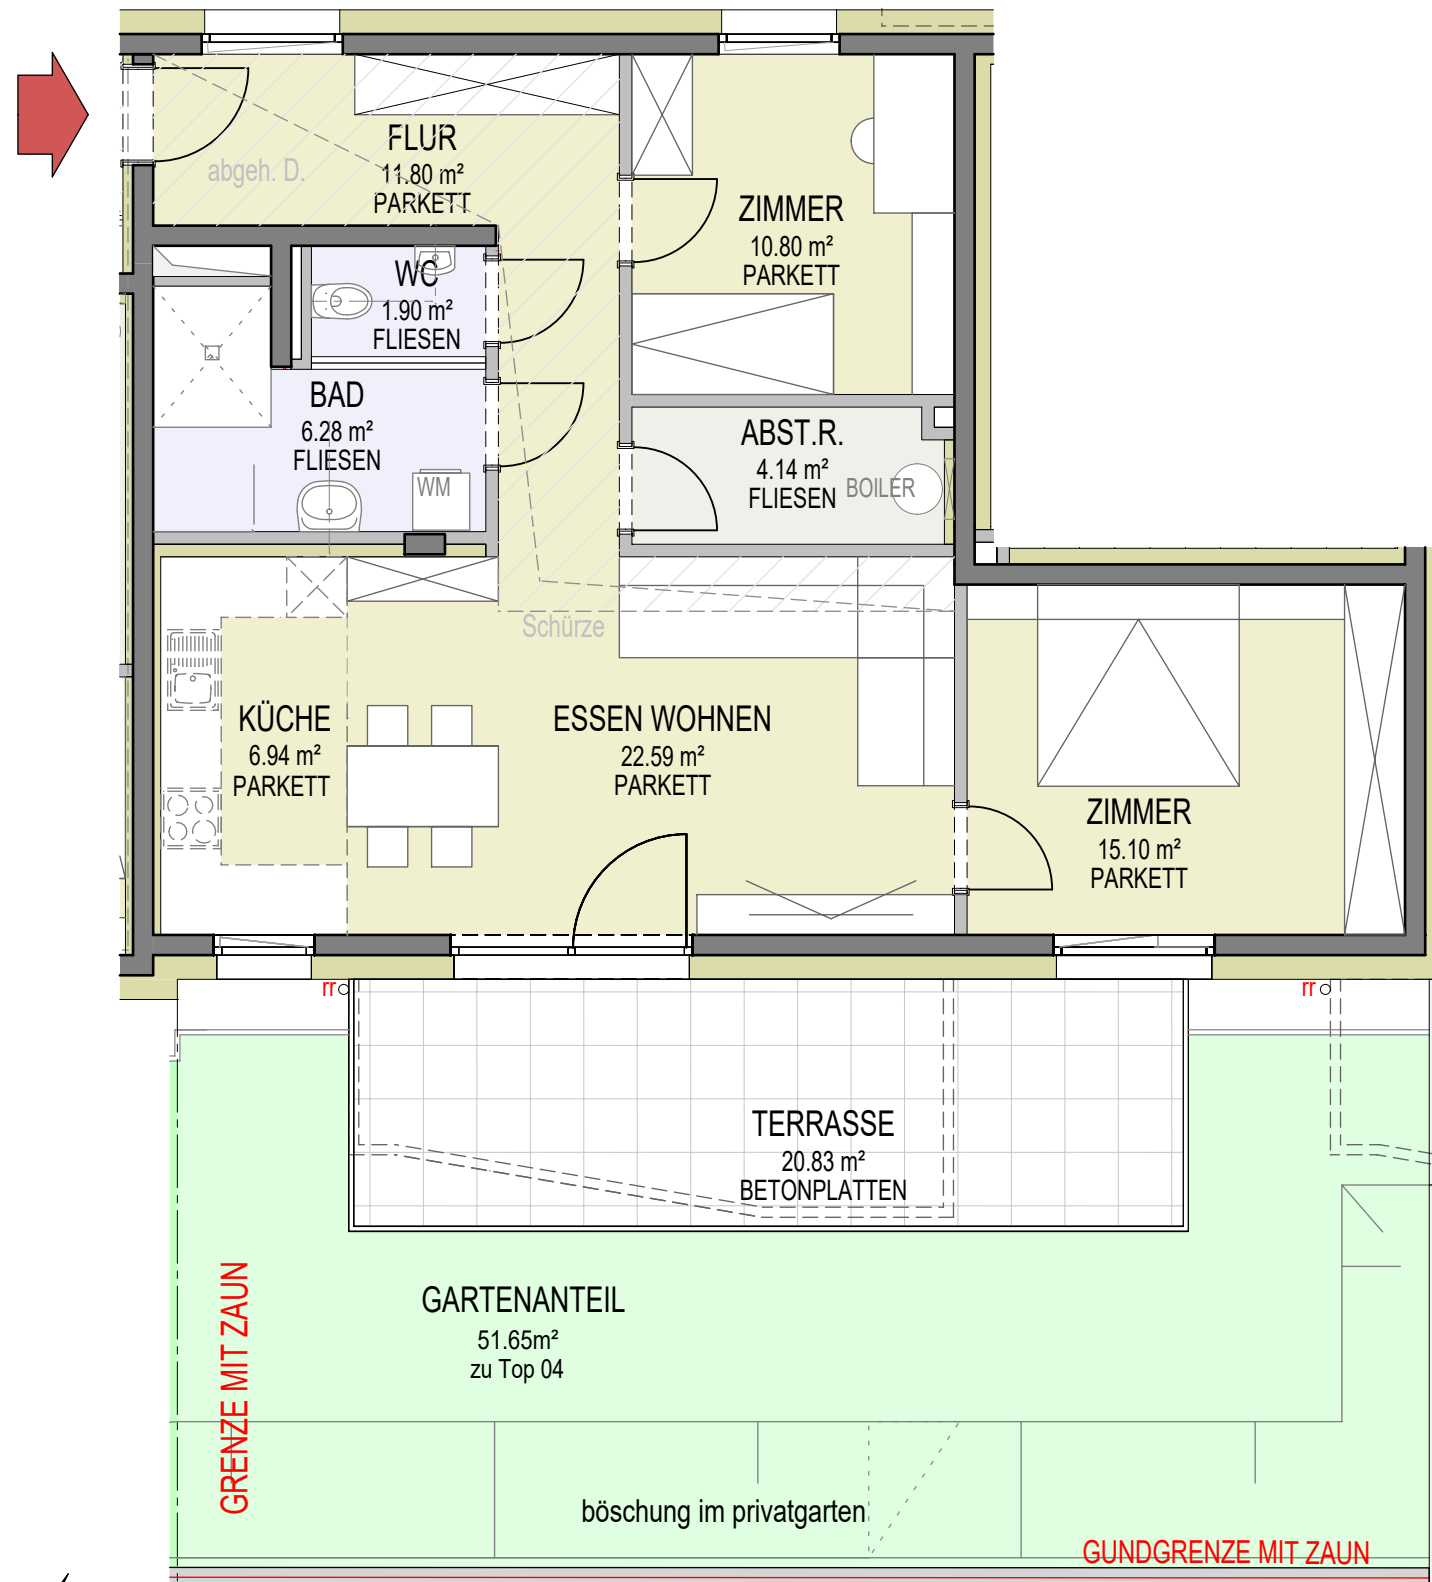 FLUR
11.80 m²
PARKETT
abgeh. D.
ZIMMER
10.80 m²
PARKETT
WC
1.90 m²
FLIESEN
BAD
6.28 m²
FLIESEN
WM
ABST.R.
4.14 m²
FLIESEN
BOILER
Schürze
KÜCHE
6.94 m²
PARKETT
ESSEN WOHNEN
22.59 m²
PARKETT
ZIMMER
15.10 m²
PARKETT
rr
rr
TERRASSE
20.83 m²
BETONPLATTEN
GRENZE MIT ZAUN
GARTENANTEIL
51.65m²
zu Top 04
böschung im privatgarten
GUNDGRENZE MIT ZAUN